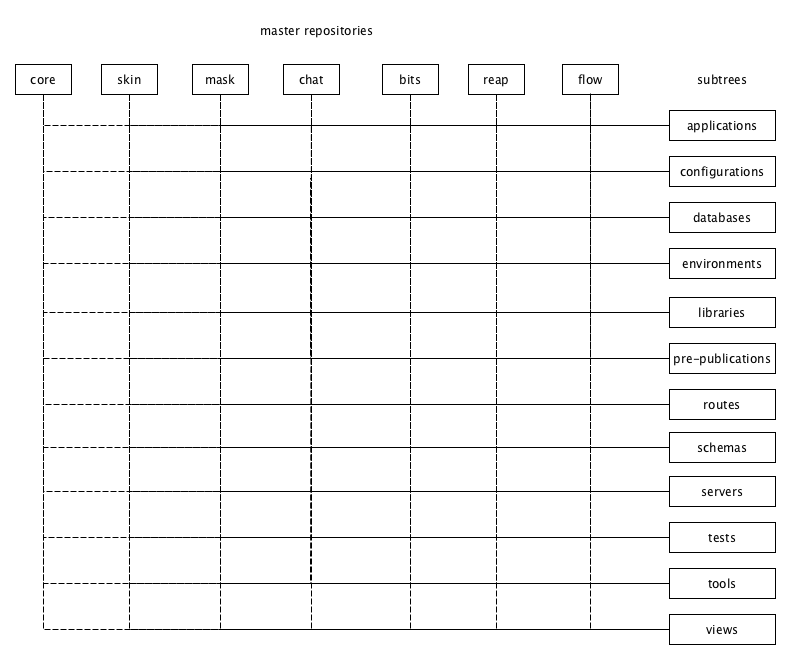 master repositories
core skin mask chat bits reap flow subtrees
applications
configurations
databases
environments
libraries
pre-publications
routes
schemas
servers
tests
tools
views